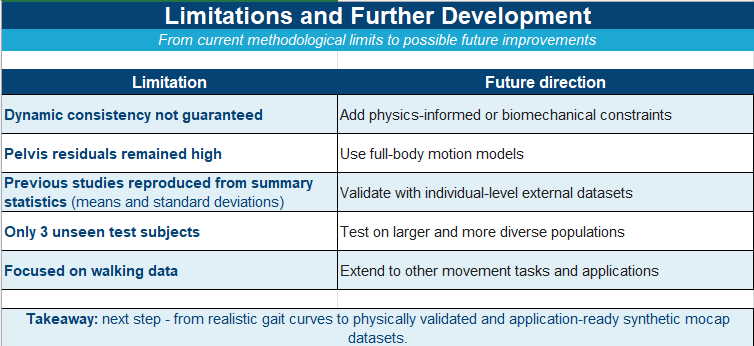 Limitations and Further Development
From current methodological limits to possible future improvements
Limitation
Future direction
Dynamic consistency not guaranteed
Add physics-informed or biomechanical constraints
Pelvis residuals remained high
Use full-body motion models
Previous studies reproduced from summary
statistics (means and standard deviations)
Validate with individual-level external datasets
Only 3 unseen test subjects
Test on larger and more diverse populations
Focused on walking data
Extend to other movement tasks and applications
Takeaway: next step - from realistic gait curves to physically validated and application-ready synthetic mocap
datasets.